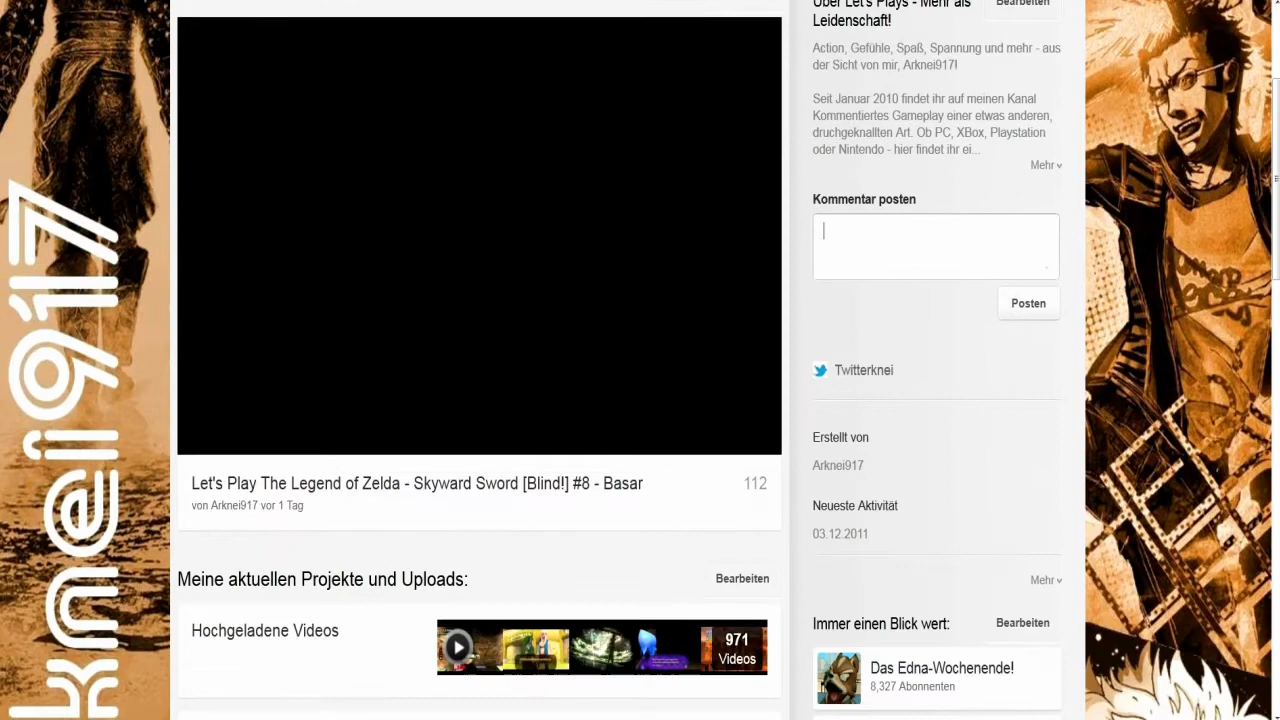 Über Let's Plays - Mehr als
Leidenschaft!
Bearbeiten
Action, Gefühle, Spaß, Spannung und mehr - aus
der Sicht von mir, Arknei917!
Seit Januar 2010 findet ihr auf meinen Kanal
Kommentiertes Gameplay einer etwas anderen,
druchgeknallten Art. Ob PC, XBox, Playstation
oder Nintendo - hier findet ihr ei...
Mehr
Kommentar posten
Posten
Twitterknei
Erstellt von
Arknei917
Neueste Aktivität
03.12.2011
Mehr
Immer einen Blick wert:
Bearbeiten
Das Edna-Wochenende!
8,327 Abonnenten
Let's Play The Legend of Zelda - Skyward Sword [Blind!] #8 - Basar
112
von Arknei917 vor 1 Tag
Meine aktuellen Projekte und Uploads:
Bearbeiten
Hochgeladene Videos
971
Videos
knei917